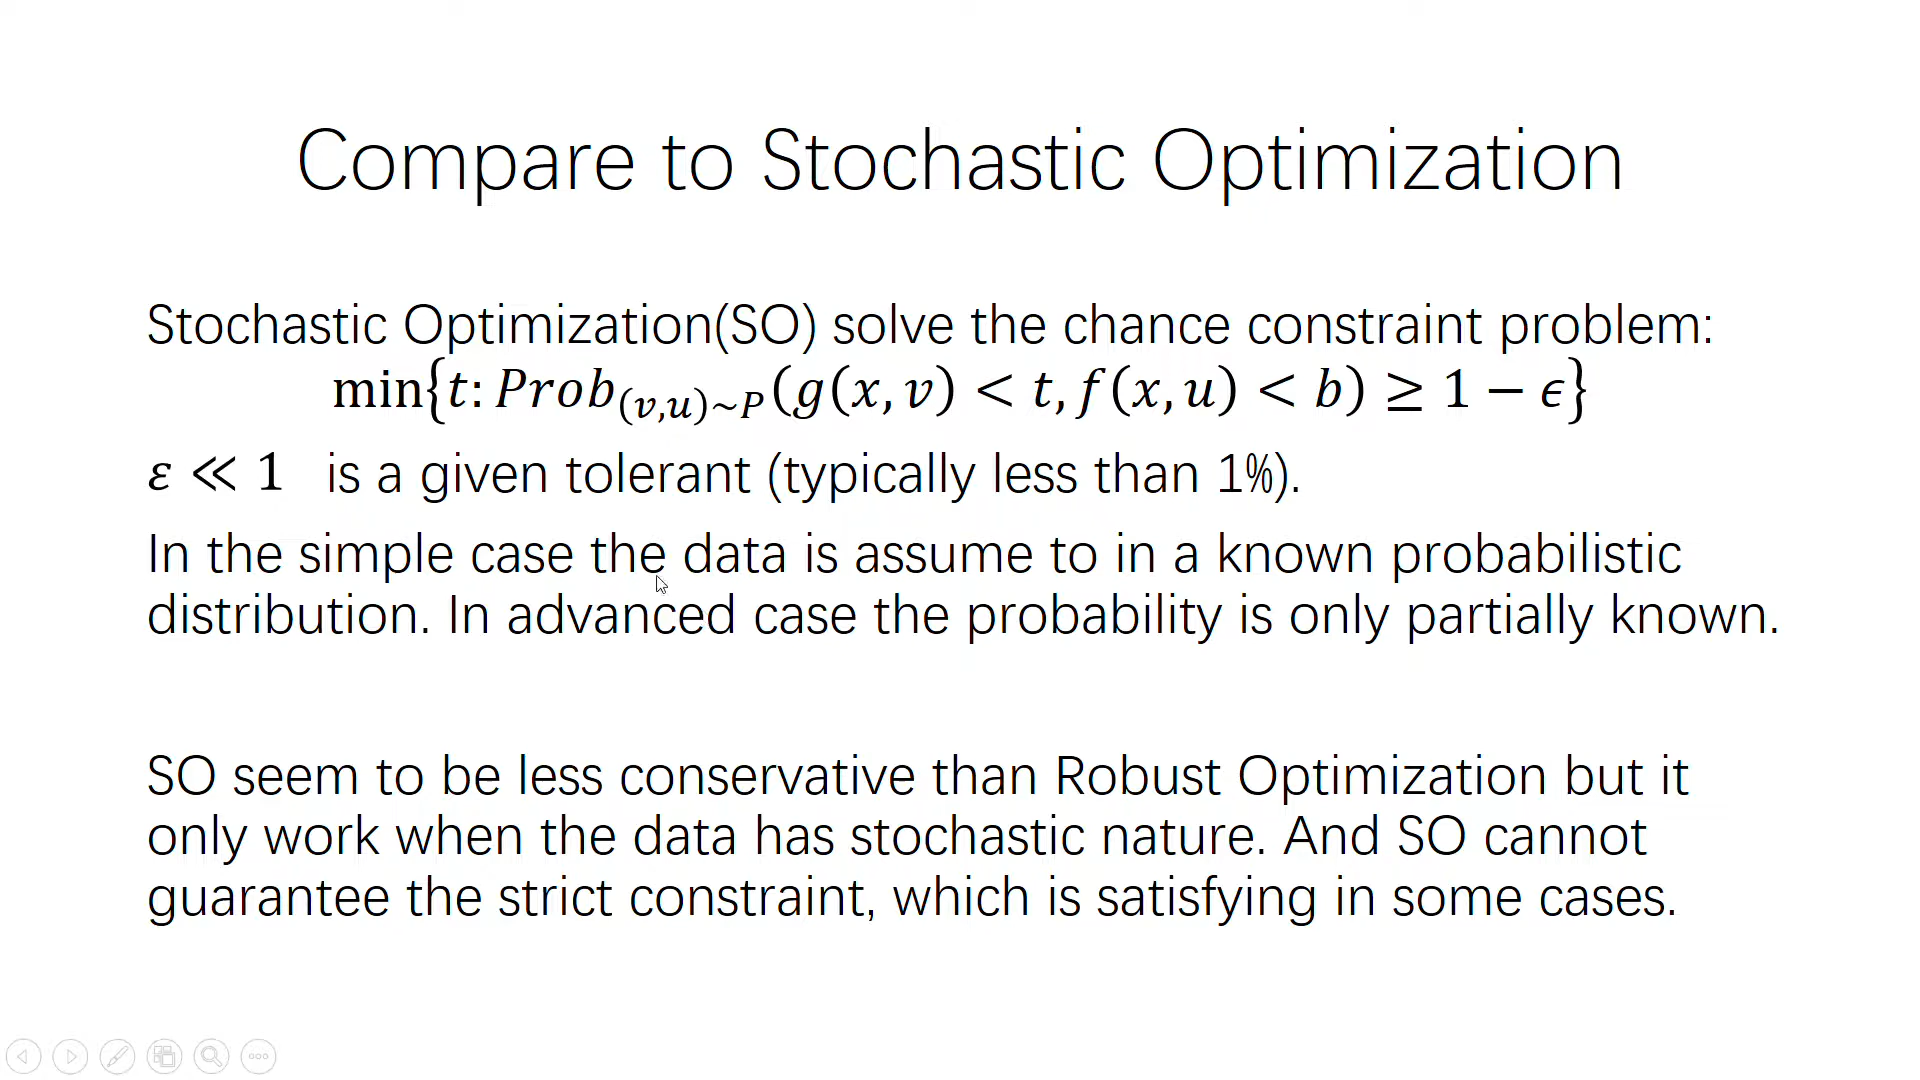 Compare to Stochastic Optimization
Stochastic Optimization(SO) solve the chance constraint problem:
min{t: Prob_{(v,u)~P}(g(x, v) < t, f(x, u) < b) ≥ 1 − ϵ}
ε ≪ 1 is a given tolerant (typically less than 1%).
In the simple case the data is assume to in a known probabilistic
distribution. In advanced case the probability is only partially known.
SO seem to be less conservative than Robust Optimization but it
only work when the data has stochastic nature. And SO cannot
guarantee the strict constraint, which is satisfying in some cases.